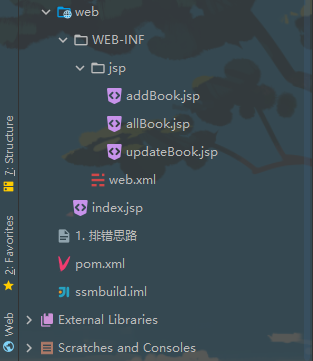 web
WEB-INF
jsp
addBook.jsp
allBook.jsp
updateBook.jsp
web.xml
index.jsp
1. 排错思路
pom.xml
ssmbuild.iml
External Libraries
Scratches and Consoles
7: Structure
2: Favorites
Web